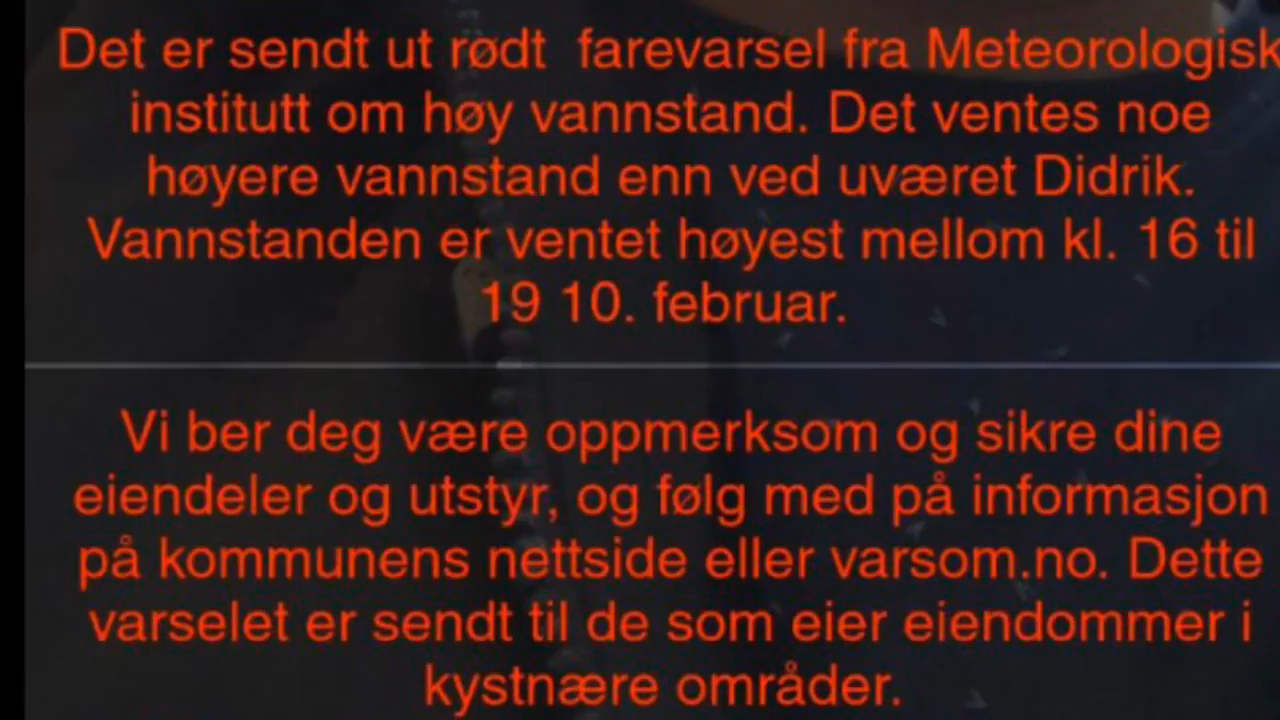 Det er sendt ut rødt  farevarsel fra Meteorologisk
institutt om høy vannstand. Det ventes noe
høyere vannstand enn ved uværet Didrik.
Vannstanden er ventet høyest mellom kl. 16 til
19 10. februar.
Vi ber deg være oppmerksom og sikre dine
eiendeler og utstyr, og følg med på informasjon
på kommunens nettside eller varsom.no. Dette
varselet er sendt til de som eier eiendommer i
kystnære områder.